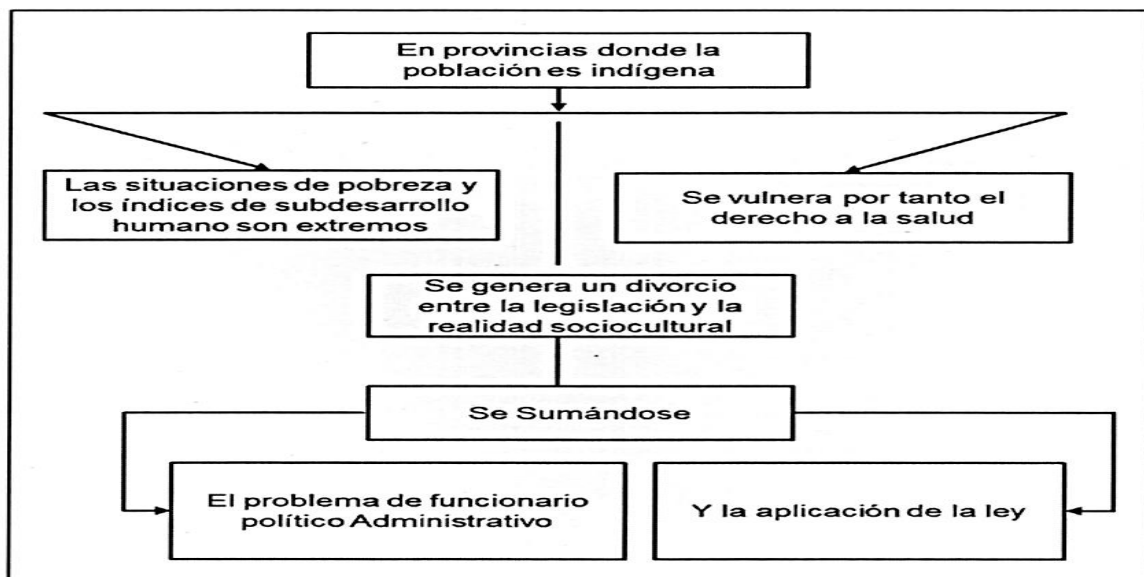 En provincias donde la
población es indígena
Las situaciones de pobreza y
los índices de subdesarrollo
humano son extremos
Se vulnera por tanto el
derecho a la salud
Se genera un divorcio
entre la legislación y la
realidad sociocultural
Se Sumándose
El problema de funcionario
político Administrativo
Y la aplicación de la ley